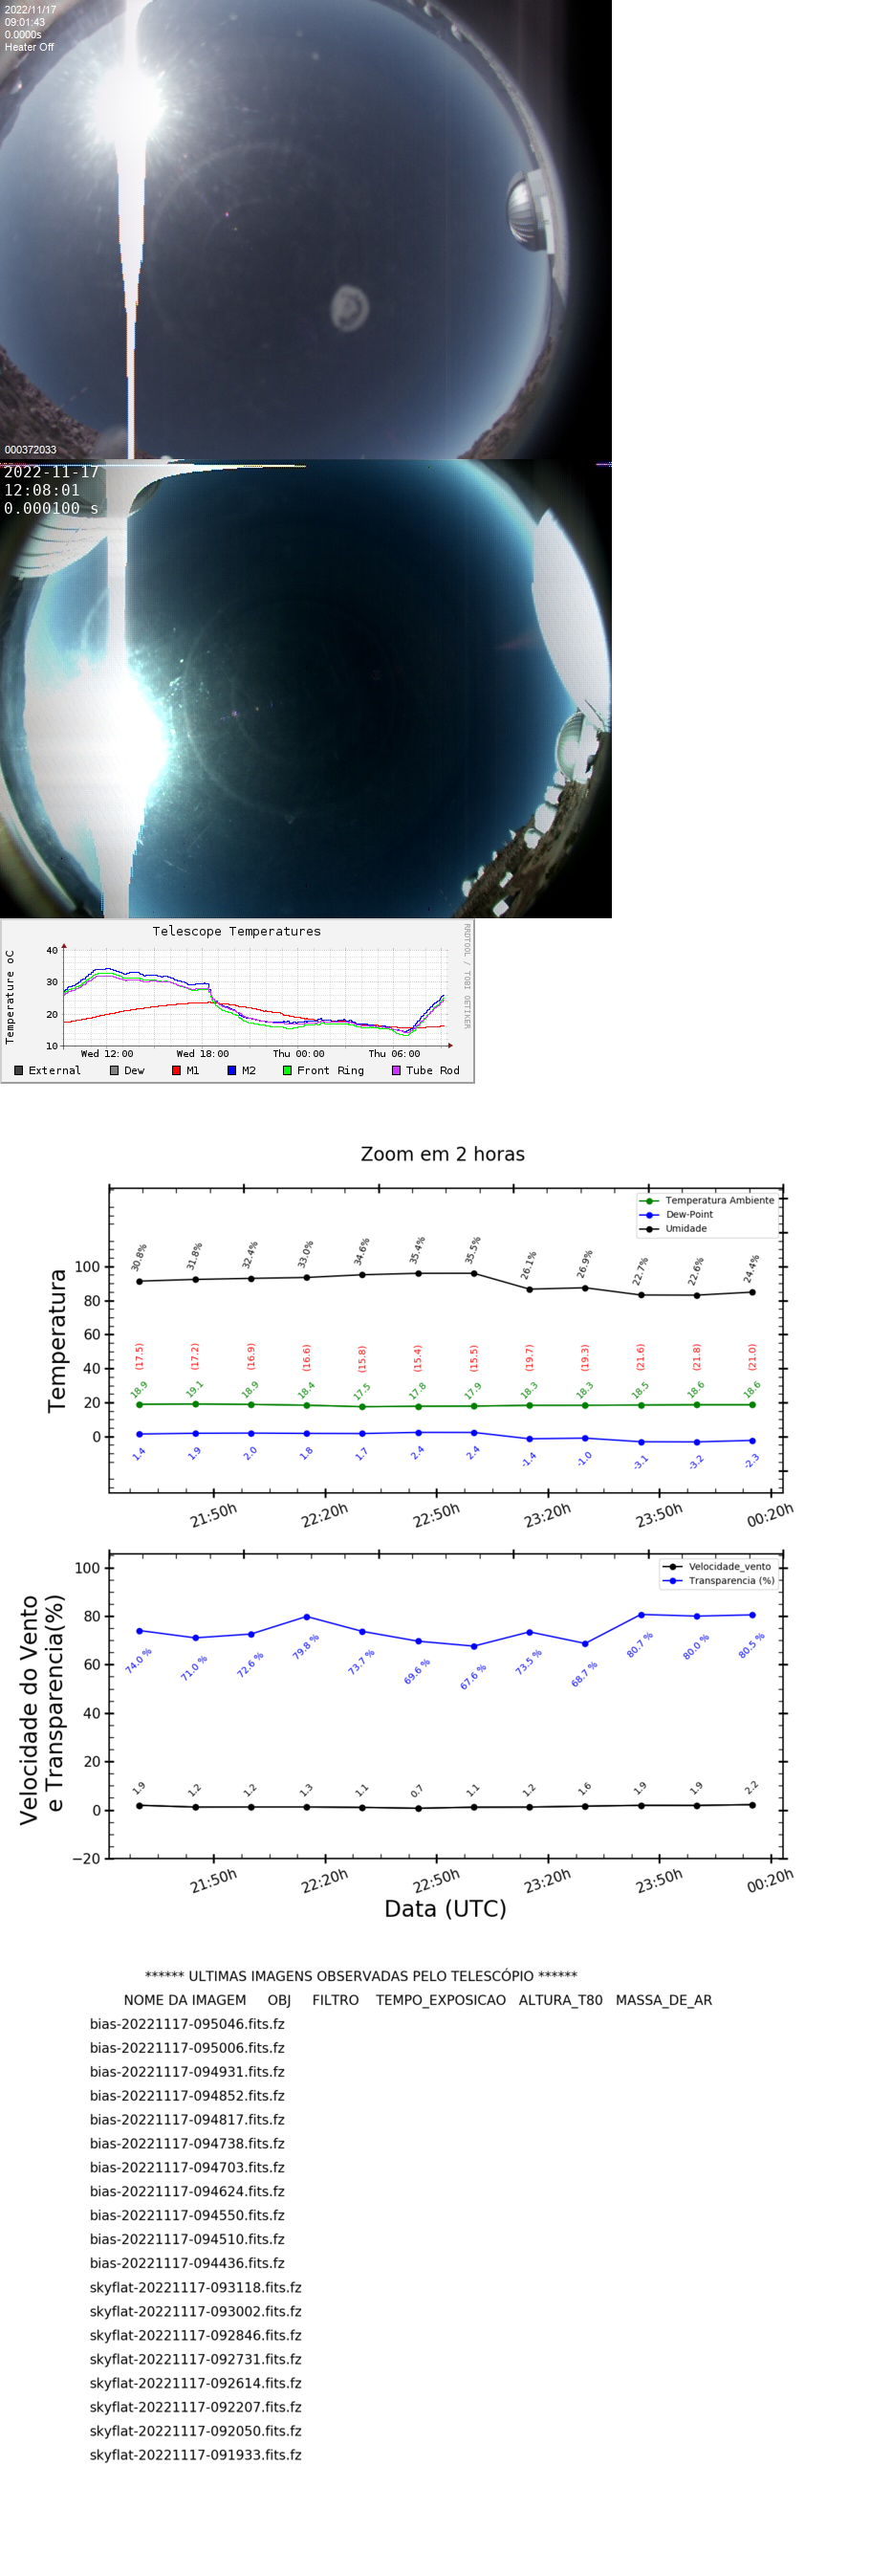 2022/11/17
09:01:43
0.0000s
Heater Off
000372033
2022-11-17
12:08:01
0.000100 s
Telescope Temperatures
RRDTOOL / TOBI OETIKER
Temperature oC
40
30
20
10
Wed 12:00 Wed 18:00 Thu 00:00 Thu 06:00
External Dew M1 M2 Front Ring Tube Rod
Zoom em 2 horas
Temperatura Ambiente
Dew-Point
Umidade
Temperatura
100
80
60
40
20
0
30.8% 31.8% 32.4% 33.0% 34.6% 35.4% 35.5% 26.1% 26.9% 22.7% 22.6% 24.4%
(17.5) (17.2) (16.9) (16.6) (15.8) (15.4) (15.5) (19.7) (19.3) (21.6) (21.8) (21.0)
18.9 19.1 18.9 18.4 17.5 17.8 17.9 18.3 18.3 18.5 18.6 18.6
1.4 1.9 2.0 1.8 1.7 2.4 2.4 -1.4 -1.0 -3.1 -3.2 -2.3
21:50h 22:20h 22:50h 23:20h 23:50h 00:20h
Velocidade_vento
Transparencia (%)
Velocidade do Vento
e Transparencia(%)
100
80
60
40
20
0
−20
74.0 % 71.0 % 72.6 % 79.8 % 73.7 % 69.6 % 67.6 % 73.5 % 68.7 % 80.7 % 80.0 % 80.5 %
1.9 1.2 1.2 1.3 1.1 0.7 1.1 1.2 1.6 1.9 1.9 2.2
21:50h 22:20h 22:50h 23:20h 23:50h 00:20h
Data (UTC)
****** ULTIMAS IMAGENS OBSERVADAS PELO TELESCÓPIO ******
NOME DA IMAGEM OBJ FILTRO TEMPO_EXPOSICAO ALTURA_T80 MASSA_DE_AR
bias-20221117-095046.fits.fz
bias-20221117-095006.fits.fz
bias-20221117-094931.fits.fz
bias-20221117-094852.fits.fz
bias-20221117-094817.fits.fz
bias-20221117-094738.fits.fz
bias-20221117-094703.fits.fz
bias-20221117-094624.fits.fz
bias-20221117-094550.fits.fz
bias-20221117-094510.fits.fz
bias-20221117-094436.fits.fz
skyflat-20221117-093118.fits.fz
skyflat-20221117-093002.fits.fz
skyflat-20221117-092846.fits.fz
skyflat-20221117-092731.fits.fz
skyflat-20221117-092614.fits.fz
skyflat-20221117-092207.fits.fz
skyflat-20221117-092050.fits.fz
skyflat-20221117-091933.fits.fz